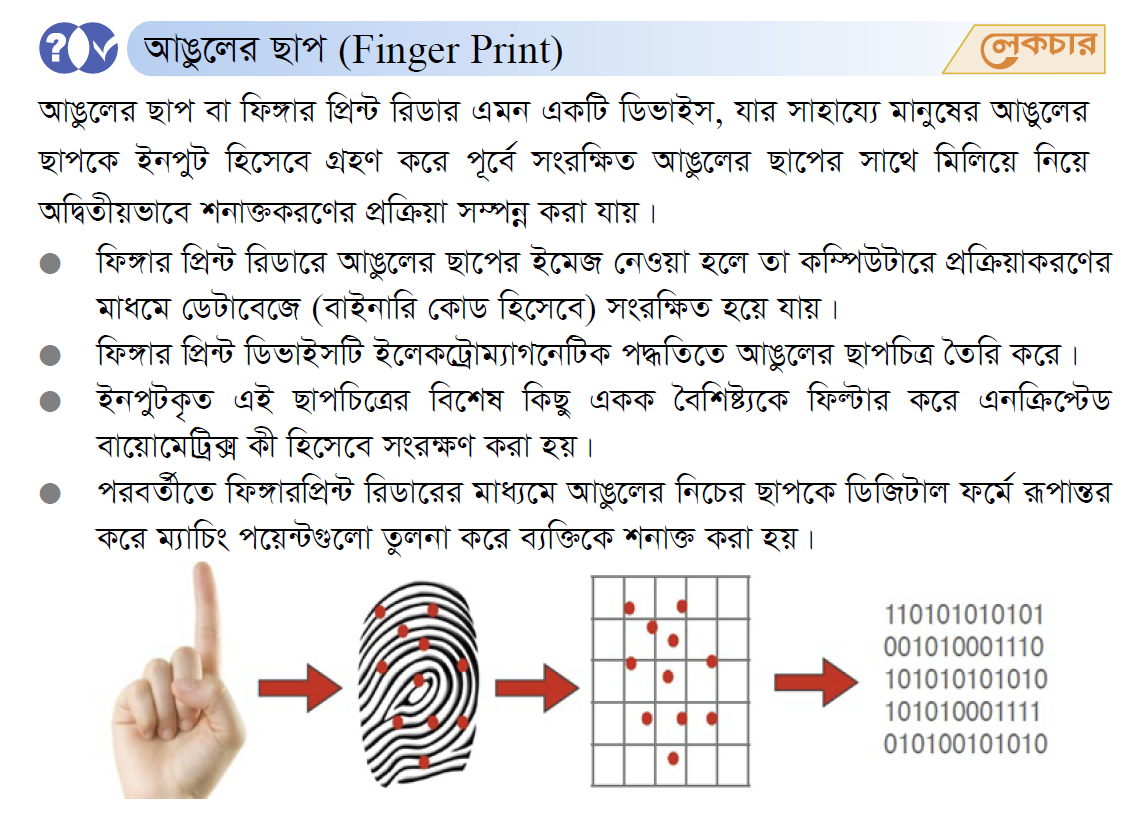 আঙুলের ছাপ (Finger Print)
লেকচার
আঙুলের ছাপ বা ফিঙ্গার প্রিন্ট রিডার এমন একটি ডিভাইস, যার সাহায্যে মানুষের আঙুলের
ছাপকে ইনপুট হিসেবে গ্রহণ করে পূর্বে সংরক্ষিত আঙুলের ছাপের সাথে মিলিয়ে নিয়ে
অদ্বিতীয়ভাবে শনাক্তকরণের প্রক্রিয়া সম্পন্ন করা যায়।
● ফিঙ্গার প্রিন্ট রিডারে আঙুলের ছাপের ইমেজ নেওয়া হলে তা কম্পিউটারে প্রক্রিয়াকরণের
মাধমে ডেটাবেজে (বাইনারি কোড হিসেবে) সংরক্ষিত হয়ে যায়।
● ফিঙ্গার প্রিন্ট ডিভাইসটি ইলেকট্রোম্যাগনেটিক পদ্ধতিতে আঙুলের ছাপচিত্র তৈরি করে।
● ইনপুটকৃত এই ছাপচিত্রের বিশেষ কিছু একক বৈশিষ্ট্যকে ফিল্টার করে এনক্রিপ্টেড
বায়োমেট্রিক্স কী হিসেবে সংরক্ষণ করা হয়।
● পরবর্তীতে ফিঙ্গারপ্রিন্ট রিডারের মাধ্যমে আঙুলের নিচের ছাপকে ডিজিটাল ফর্মে রূপান্তর
করে ম্যাচিং পয়েন্টগুলো তুলনা করে ব্যক্তিকে শনাক্ত করা হয়।
110101010101
001010001110
101010101010
101010001111
010100101010